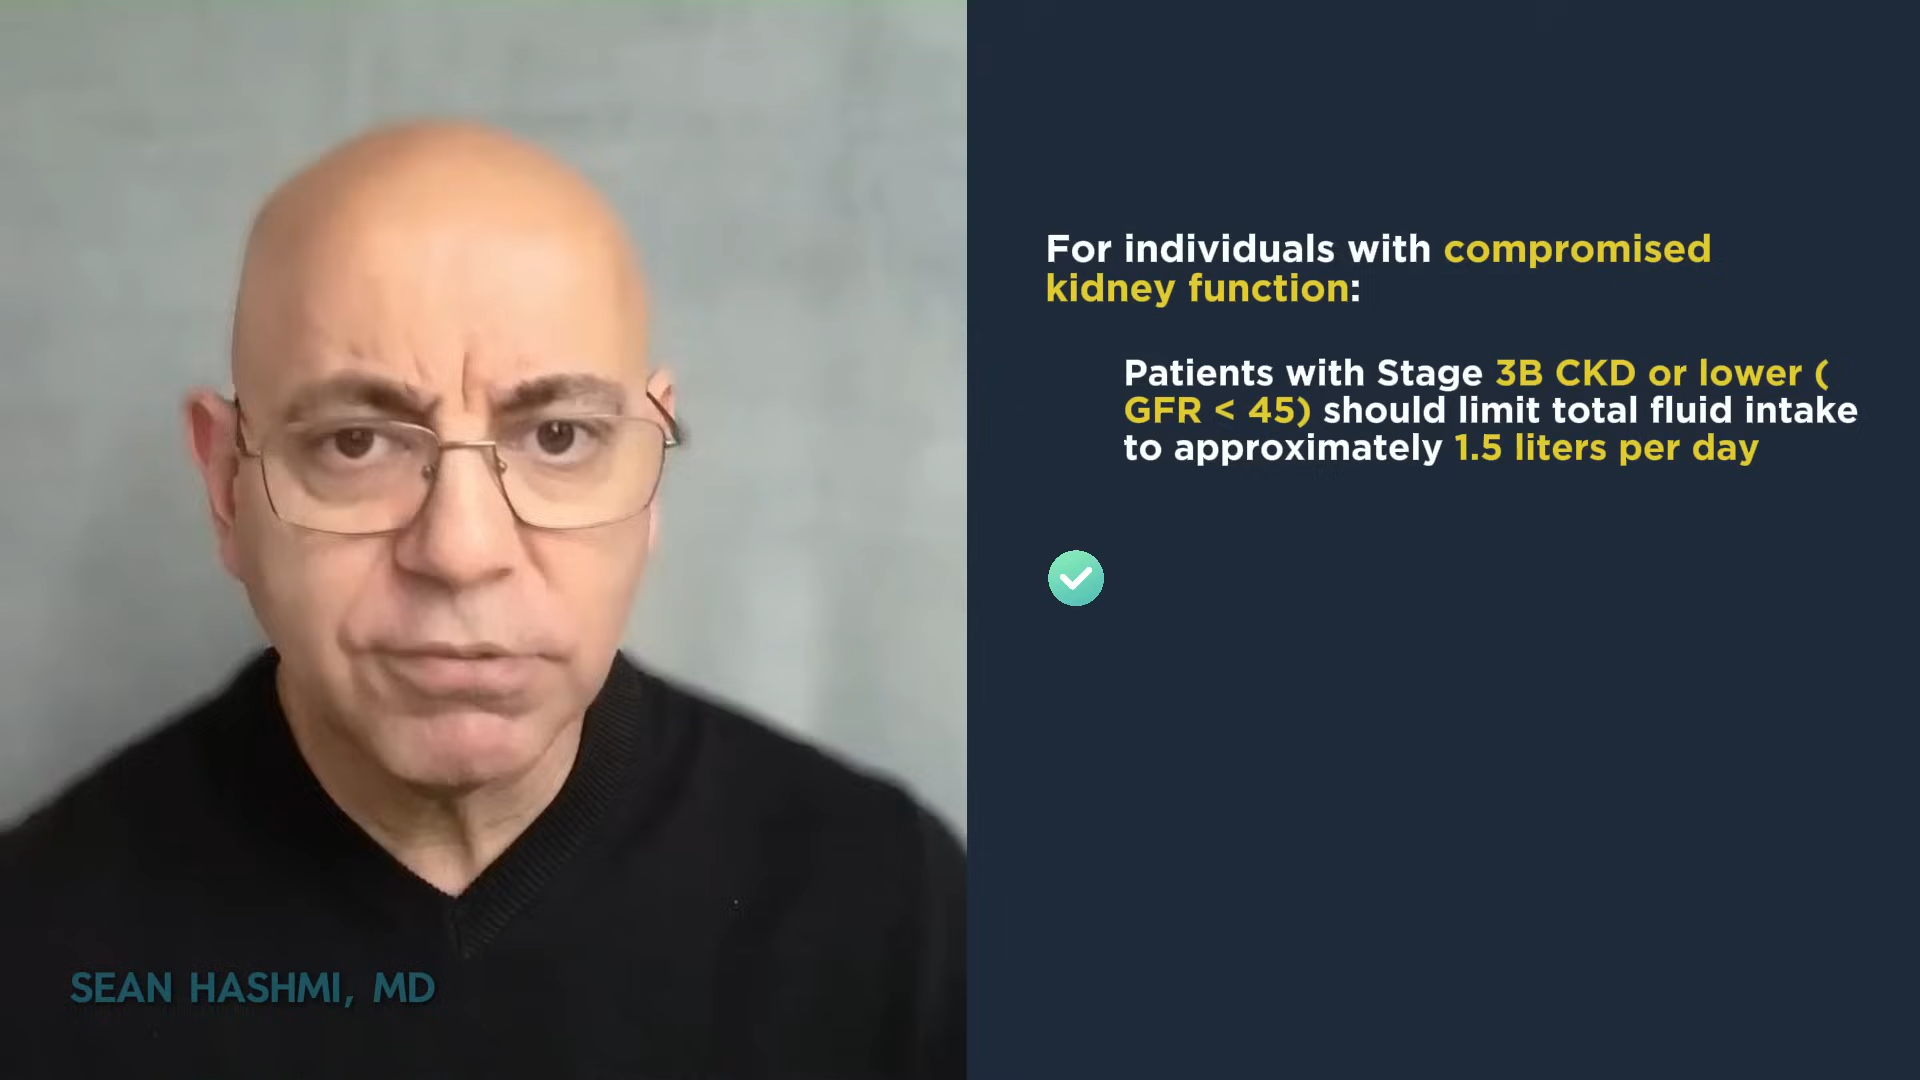 For individuals with compromised
kidney function:
Patients with Stage 3B CKD or lower (
GFR < 45) should limit total fluid intake
to approximately 1.5 liters per day
SEAN HASHMI, MD